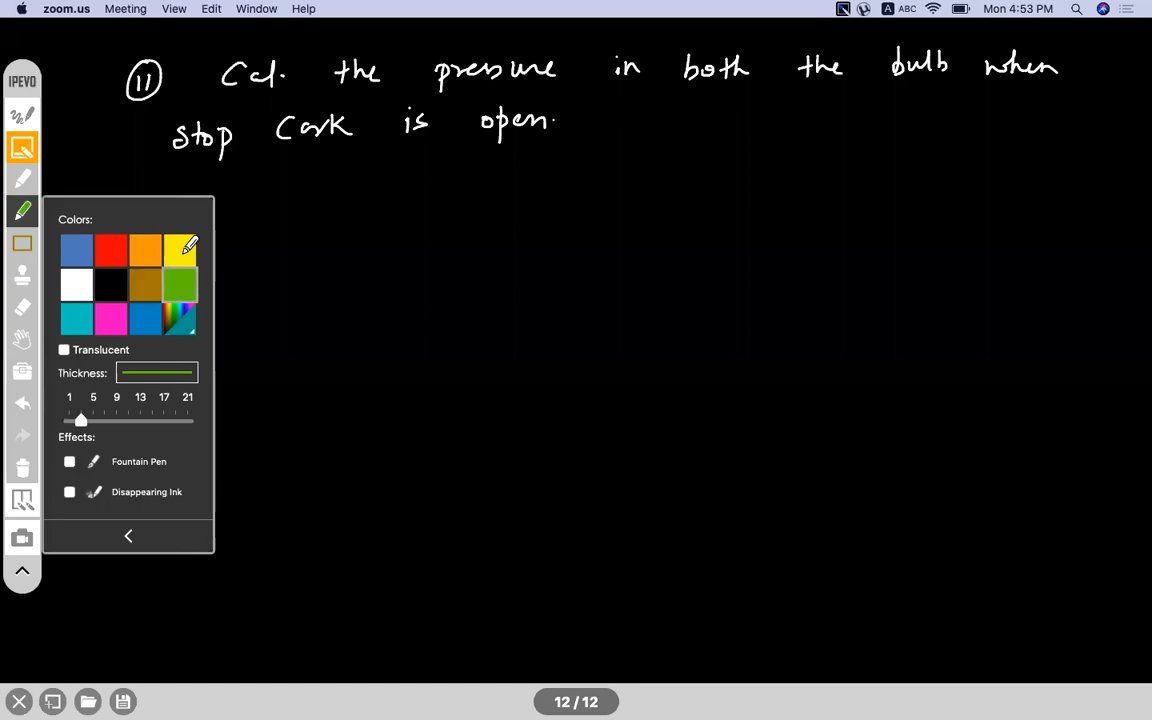 zoom.us Meeting View Edit Window Help
A ABC Mon 4:53 PM
11 Cal. the pressure in both the bulb when
stop Cork is open.
IPEVO
Colors:
Translucent
Thickness:
1 5 9 13 17 21
Effects:
Fountain Pen
Disappearing Ink
12/12